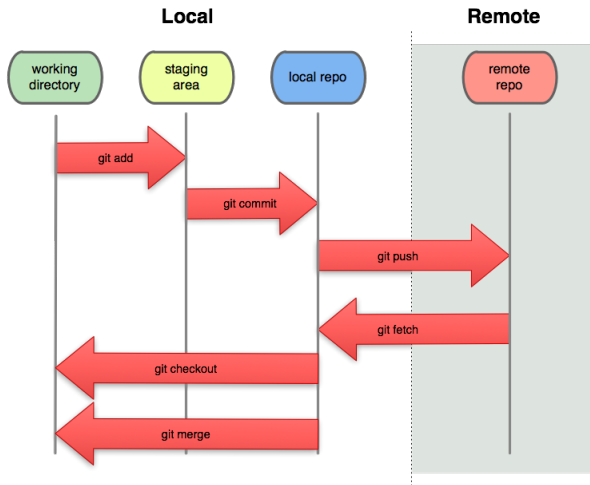 Local
Remote
working
directory
staging
area
local repo
remote
repo
git add
git commit
git push
git fetch
git checkout
git merge